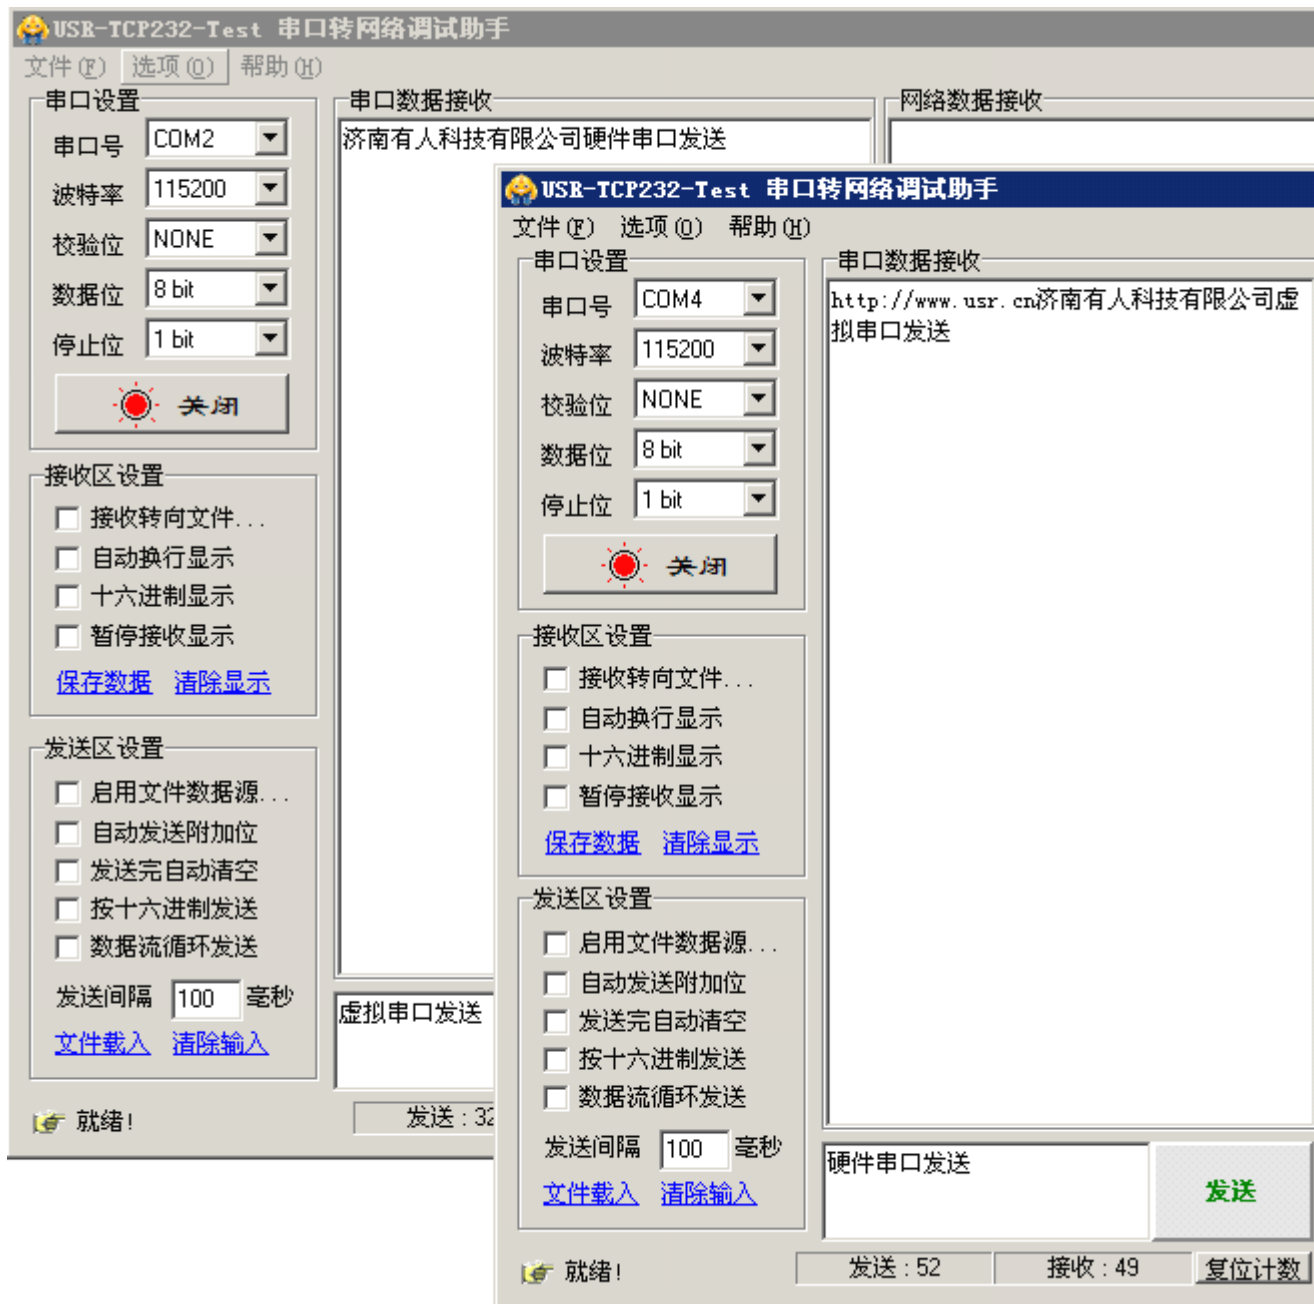 USR-TCP232-Test 串口转网络调试助手
文件(F) 选项(O) 帮助(H)
串口设置
串口号 COM2
波特率 115200
校验位 NONE
数据位 8 bit
停止位 1 bit
关闭
接收区设置
接收转向文件...
自动换行显示
十六进制显示
暂停接收显示
保存数据 清除显示
发送区设置
启用文件数据源...
自动发送附加位
发送完自动清空
按十六进制发送
数据流循环发送
发送间隔 100 毫秒
文件载入 清除输入
就绪!
串口数据接收
济南有人科技有限公司硬件串口发送
网络数据接收
虚拟串口发送
发送 : 32
USR-TCP232-Test 串口转网络调试助手
文件(F) 选项(O) 帮助(H)
串口设置
串口号 COM4
波特率 115200
校验位 NONE
数据位 8 bit
停止位 1 bit
关闭
接收区设置
接收转向文件...
自动换行显示
十六进制显示
暂停接收显示
保存数据 清除显示
发送区设置
启用文件数据源...
自动发送附加位
发送完自动清空
按十六进制发送
数据流循环发送
发送间隔 100 毫秒
文件载入 清除输入
串口数据接收
http://www.usr.cn济南有人科技有限公司虚
拟串口发送
硬件串口发送
发送
就绪!
发送 : 52 接收 : 49 复位计数